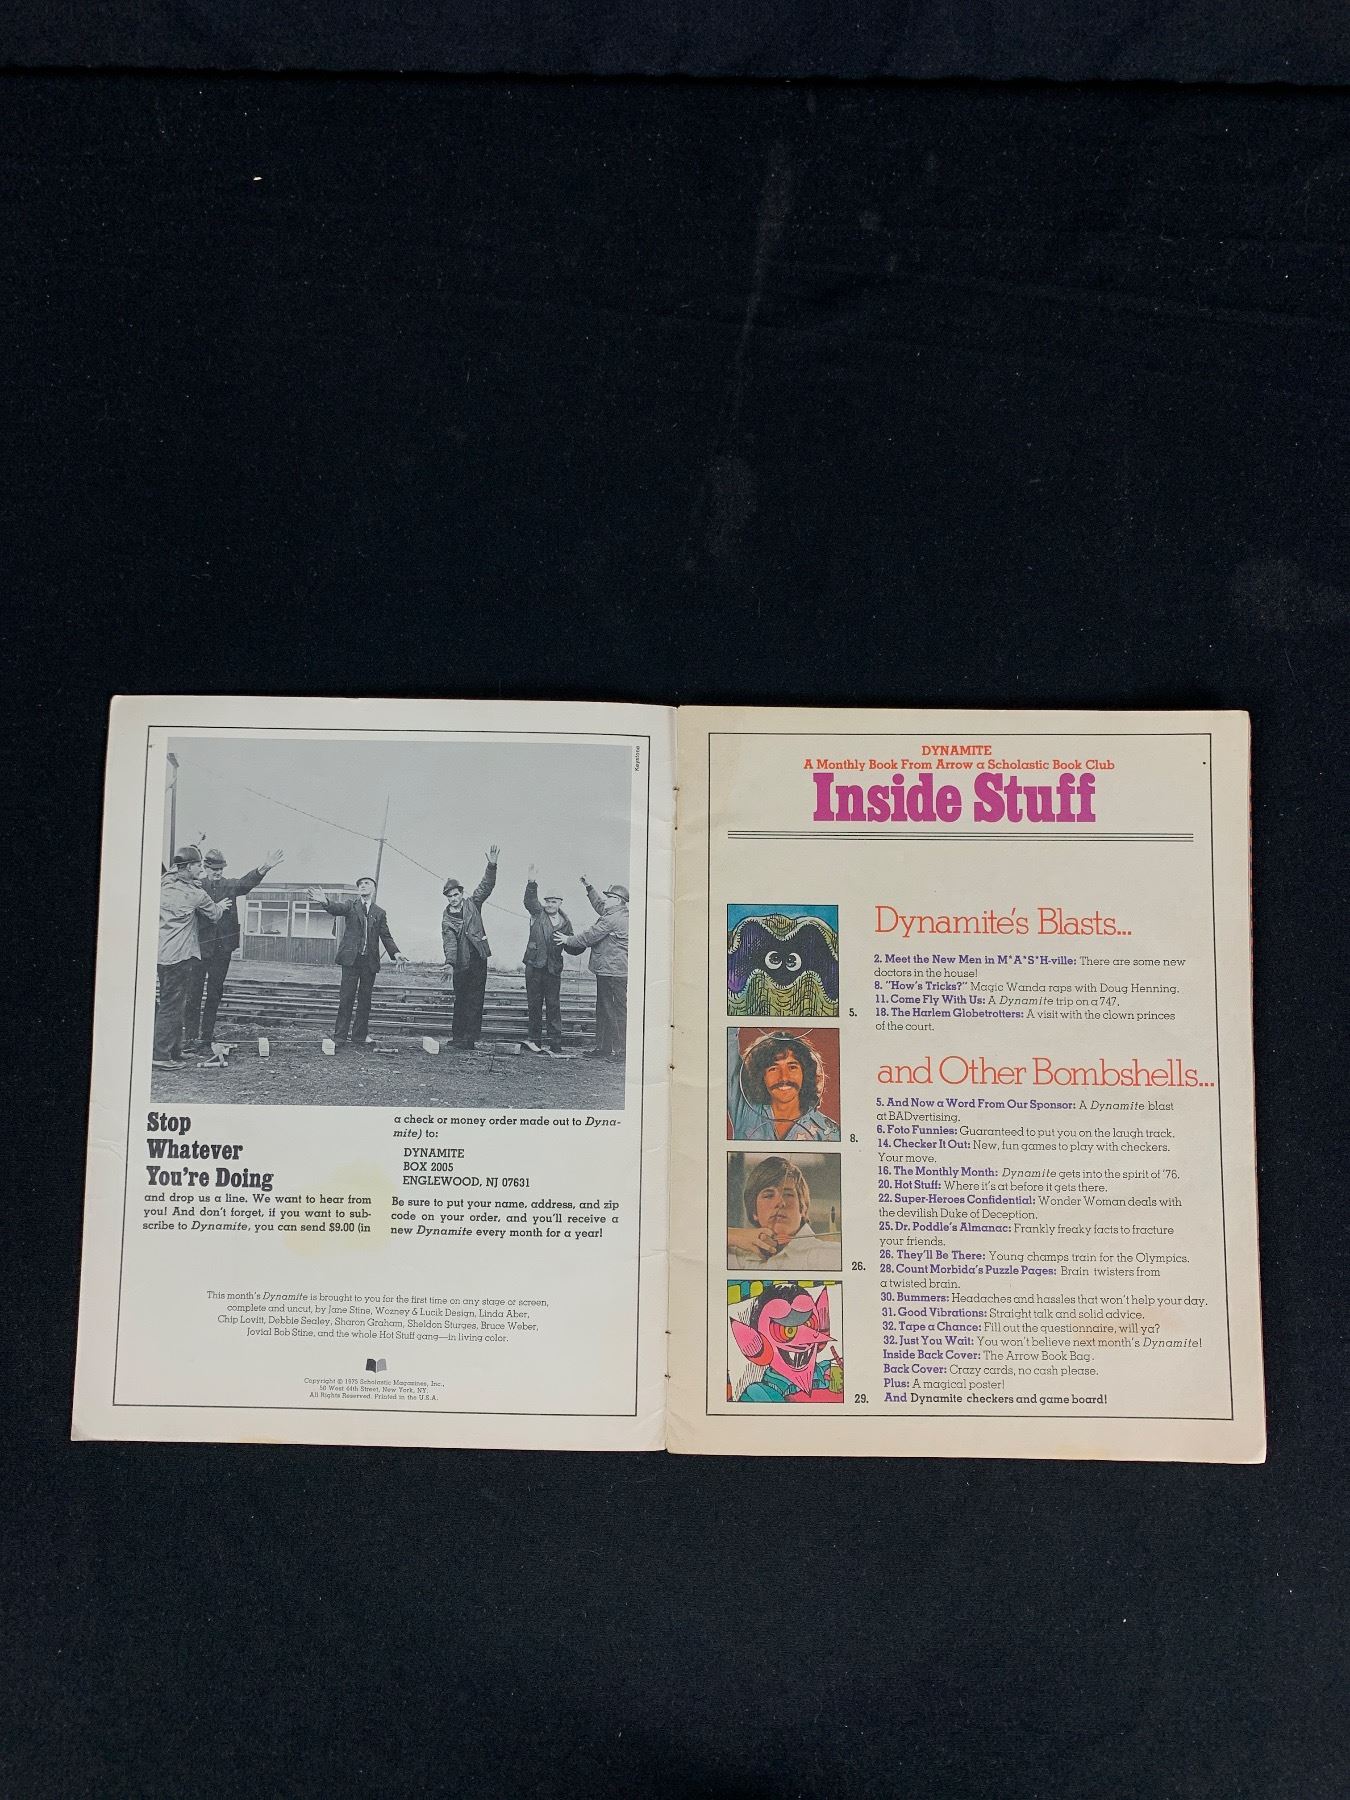 Keystone
Stop
Whatever
You're Doing
and drop us a line. We want to hear from
you! And don't forget, if you want to sub-
scribe to Dynamite, you can send $9.00 (in
a check or money order made out to Dyna-
mite) to:
DYNAMITE
BOX 2005
ENGLEWOOD, NJ 07631
Be sure to put your name, address, and zip
code on your order, and you'll receive a
new Dynamite every month for a year!
This month's Dynamite is brought to you for the first time on any stage or screen,
complete and uncut, by Jane Stine, Wozney & Lucik Design, Linda Aber,
Chip Lovitt, Debbie Sealey, Sharon Graham, Sheldon Sturges, Bruce Weber,
Jovial Bob Stine, and the whole Hot Stuff gang—in living color.
Copyright © 1975 Scholastic Magazines, Inc.,
50 West 44th Street, New York, NY.
All Rights Reserved. Printed in the U.S.A.
DYNAMITE
A Monthly Book From Arrow a Scholastic Book Club
Inside Stuff
Dynamite's Blasts...
2. Meet the New Men in M*A*S*H-ville: There are some new
doctors in the house!
8. "How's Tricks?" Magic Wanda raps with Doug Henning.
11. Come Fly With Us: A Dynamite trip on a 747.
18. The Harlem Globetrotters: A visit with the clown princes
of the court.
5.
and Other Bombshells...
5. And Now a Word From Our Sponsor: A Dynamite blast
at BADvertising.
6. Foto Funnies: Guaranteed to put you on the laugh track.
14. Checker It Out: New, fun games to play with checkers.
Your move.
8.
16. The Monthly Month: Dynamite gets into the spirit of '76.
20. Hot Stuff: Where it's at before it gets there.
22. Super-Heroes Confidential: Wonder Woman deals with
the devilish Duke of Deception.
25. Dr. Poddle's Almanac: Frankly freaky facts to fracture
your friends.
26. They'll Be There: Young champs train for the Olympics.
26.
28. Count Morbida's Puzzle Pages: Brain twisters from
a twisted brain.
30. Bummers: Headaches and hassles that won't help your day.
31. Good Vibrations: Straight talk and solid advice.
32. Tape a Chance: Fill out the questionnaire, will ya?
32. Just You Wait: You won't believe next month's Dynamite!
Inside Back Cover: The Arrow Book Bag.
Back Cover: Crazy cards, no cash please.
Plus: A magical poster!
29.
And Dynamite checkers and game board!